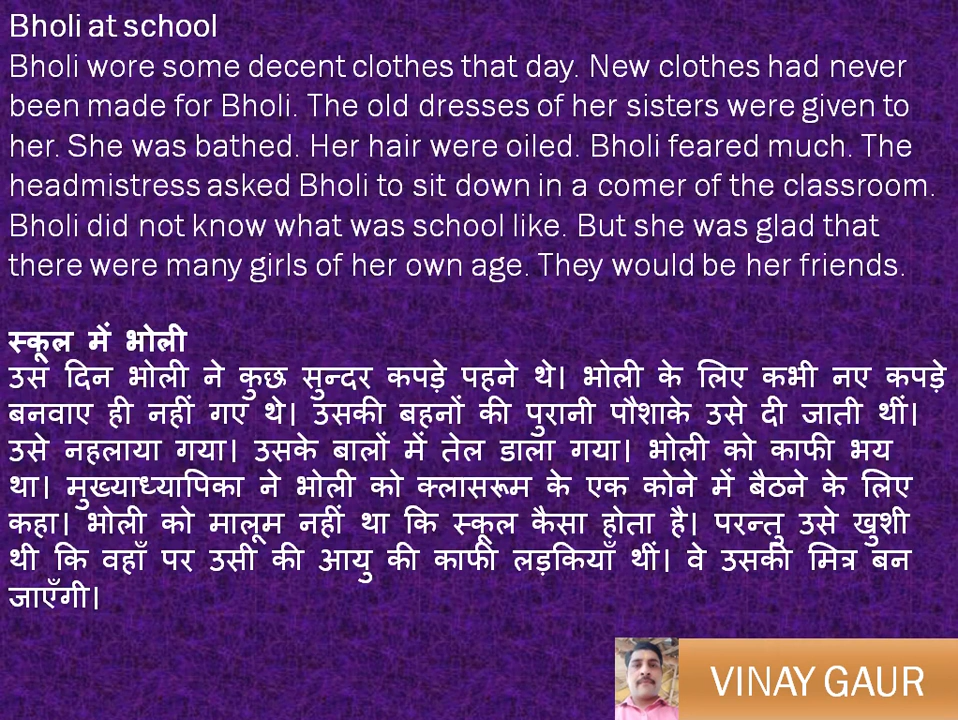 Bholi at school
Bholi wore some decent clothes that day. New clothes had never
been made for Bholi. The old dresses of her sisters were given to
her. She was bathed. Her hair were oiled. Bholi feared much. The
headmistress asked Bholi to sit down in a comer of the classroom.
Bholi did not know what was school like. But she was glad that
there were many girls of her own age. They would be her friends.
स्कूल में भोली
उस दिन भोली ने कुछ सुन्दर कपड़े पहने थे। भोली के लिए कभी नए कपड़े
बनवाए ही नहीं गए थे। उसकी बहनों की पुरानी पौशाके उसे दी जाती थीं।
उसे नहलाया गया। उसके बालों में तेल डाला गया। भोली को काफी भय
था। मुख्याध्यापिका ने भोली को क्लासरूम के एक कोने में बैठने के लिए
कहा। भोली को मालूम नहीं था कि स्कूल कैसा होता है। परन्तु उसे खुशी
थी कि वहाँ पर उसी की आयु की काफी लड़कियाँ थीं। वे उसकी मित्र बन
जाएँगी।
VINAY GAUR